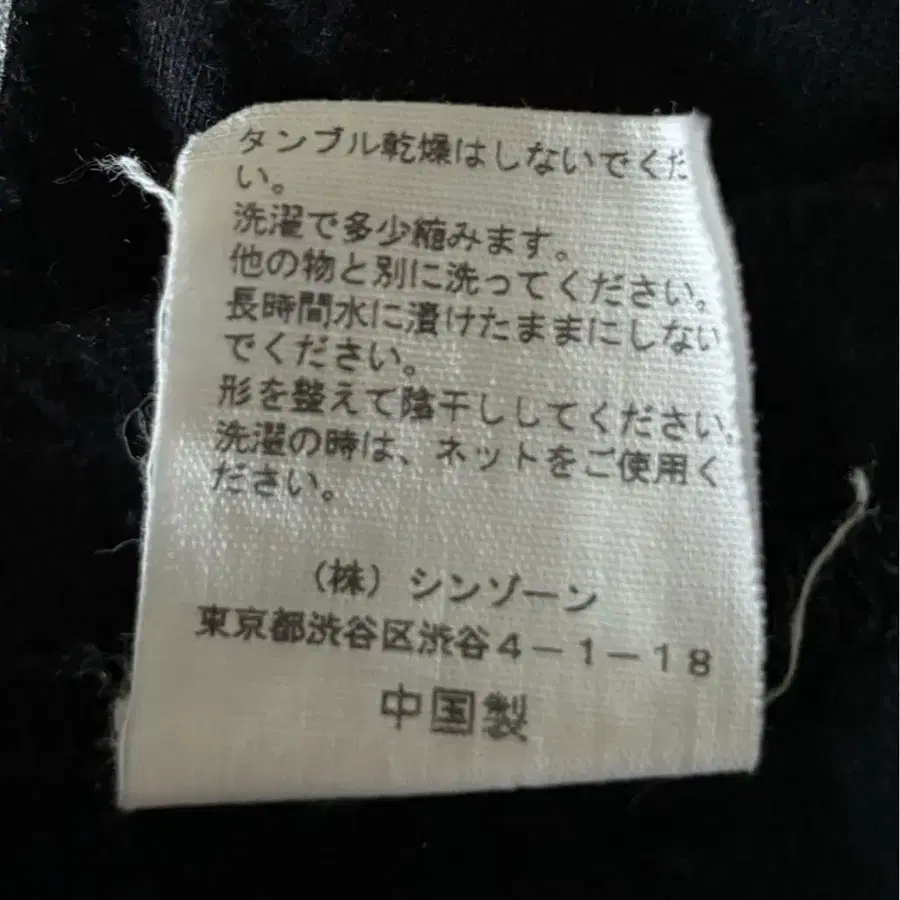 タンブル乾燥はしないでくだ
い。
洗濯で多少縮みます。
他の物と別に洗ってください。
長時間水に漬けたままにしない
でください。
形を整えて陰干ししてください。
洗濯の時は、ネットをご使用く
ださい。
（株）シンゾーン
東京都渋谷区渋谷４－１－１８
中国製